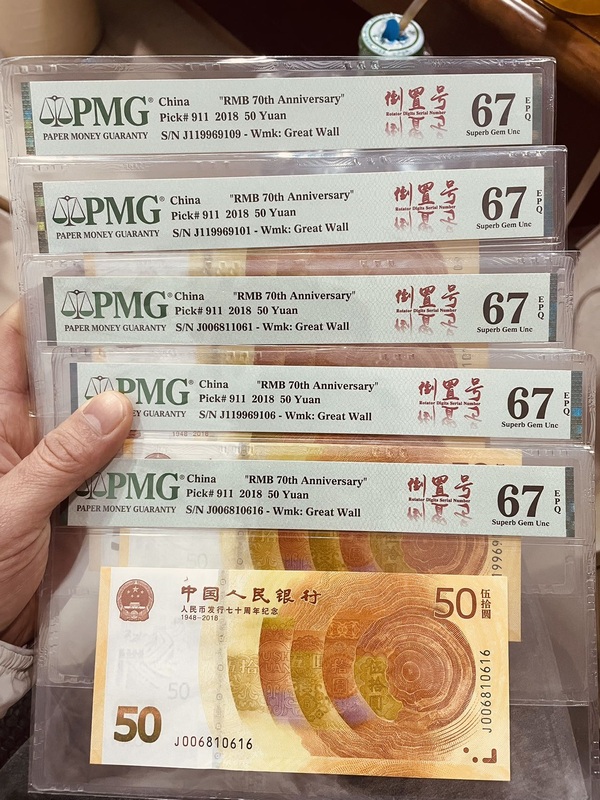 PMG®
PAPER MONEY GUARANTY
China "RMB 70th Anniversary"
Pick# 911 2018 50 Yuan
S/N J119969109 - Wmk: Great Wall
倒置号
Rotator Digits Serial Number
67
EPQ
Superb Gem Unc
PMG®
PAPER MONEY GUARANTY
China "RMB 70th Anniversary"
Pick# 911 2018 50 Yuan
S/N J119969101 - Wmk: Great Wall
倒置号
Rotator Digits Serial Number
67
EPQ
Superb Gem Unc
PMG®
PAPER MONEY GUARANTY
China "RMB 70th Anniversary"
Pick# 911 2018 50 Yuan
S/N J006811061 - Wmk: Great Wall
倒置号
Rotator Digits Serial Number
67
EPQ
Superb Gem Unc
PMG®
MONEY GUARANTY
China "RMB 70th Anniversary"
Pick# 911 2018 50 Yuan
S/N J119969106 - Wmk: Great Wall
倒置号
Rotator Digits Serial Number
67
EPQ
Superb Gem Unc
1948-2018
PMG®
PAPER MONEY GUARANTY
China "RMB 70th Anniversary"
Pick# 911 2018 50 Yuan
S/N J006810616 - Wmk: Great Wall
倒置号
Rotator Digits Serial Number
67
EPQ
Superb Gem Unc
50
中国人民银行
人民币发行七十周年纪念
1948-2018
50
伍拾圆
50
50
J006810616
J006810616